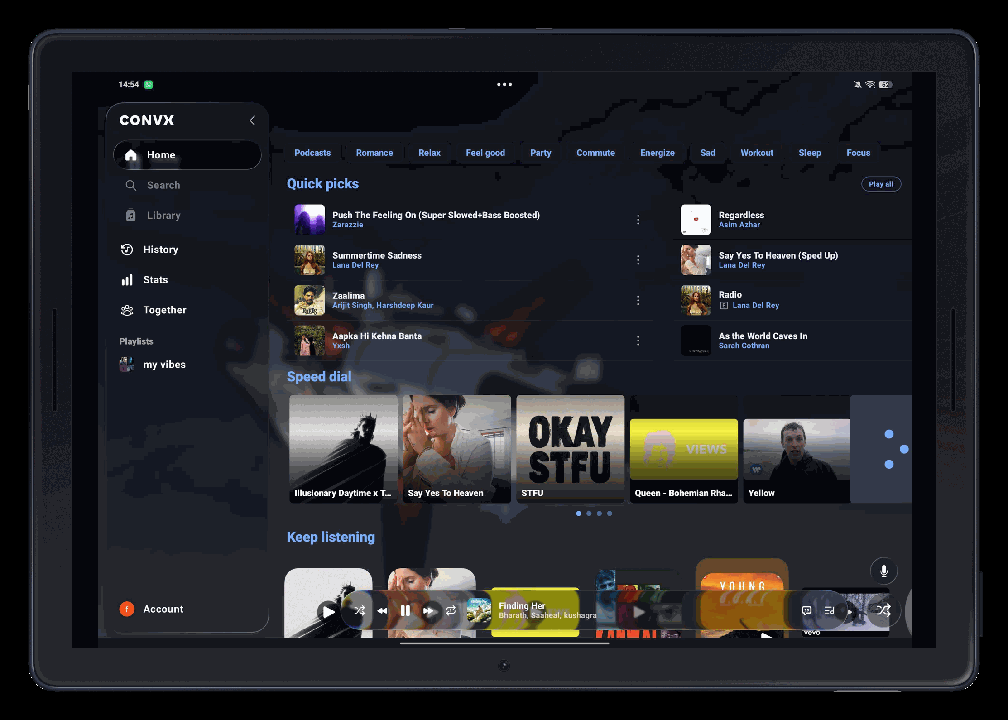 14:54
CONVX
Home
Search
Library
History
Stats
Together
Playlists
my vibes
Account
Podcasts Romance Relax Feel good Party Commute Energize Sad Workout Sleep Focus
Quick picks
Play all
Push The Feeling On (Super Slowed+Bass Boosted)
Zarazzie
Summertime Sadness
Lana Del Rey
Zaalima
Arijit Singh, Harshdeep Kaur
Aapka Hi Kehna Banta
Yxsh
Regardless
Aaim Azhar
Say Yes To Heaven (Sped Up)
Lana Del Rey
Radio
E Lana Del Rey
As the World Caves In
Sarah Cothran
Speed dial
OKAY
STFU
VIEWS
Illusionary Daytime x T...
Say Yes To Heaven
STFU
Queen - Bohemian Rha...
Yellow
Keep listening
YOUNG
Finding Her
Bharath, Saaheal, kushagra
vevo